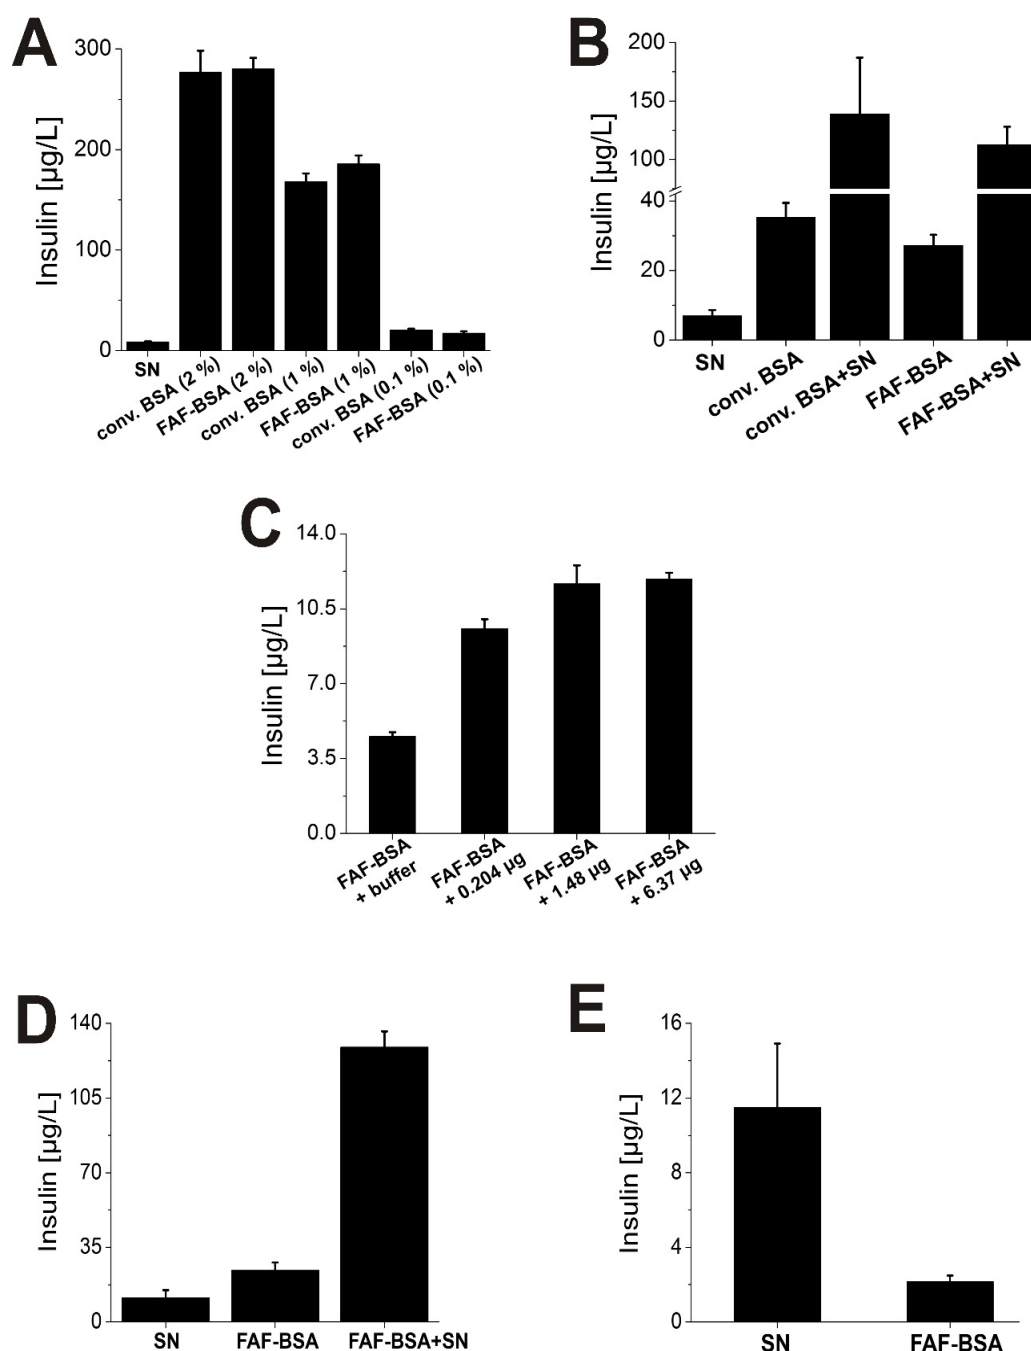 A
Insulin [µg/L]
300
200
100
0
SN
conv. BSA (2 %)
FAF-BSA (2 %)
conv. BSA (1 %)
FAF-BSA (1 %)
conv. BSA (0.1 %)
FAF-BSA (0.1 %)
B
Insulin [µg/L]
200
150
100
40
20
0
SN
conv. BSA
conv. BSA+SN
FAF-BSA
FAF-BSA+SN
C
Insulin [µg/L]
14.0
10.5
7.0
3.5
0.0
FAF-BSA
+ buffer
FAF-BSA
+ 0.204 µg
FAF-BSA
+ 1.48 µg
FAF-BSA
+ 6.37 µg
D
Insulin [µg/L]
140
105
70
35
0
SN
FAF-BSA
FAF-BSA+SN
E
Insulin [µg/L]
16
12
8
4
0
SN
FAF-BSA